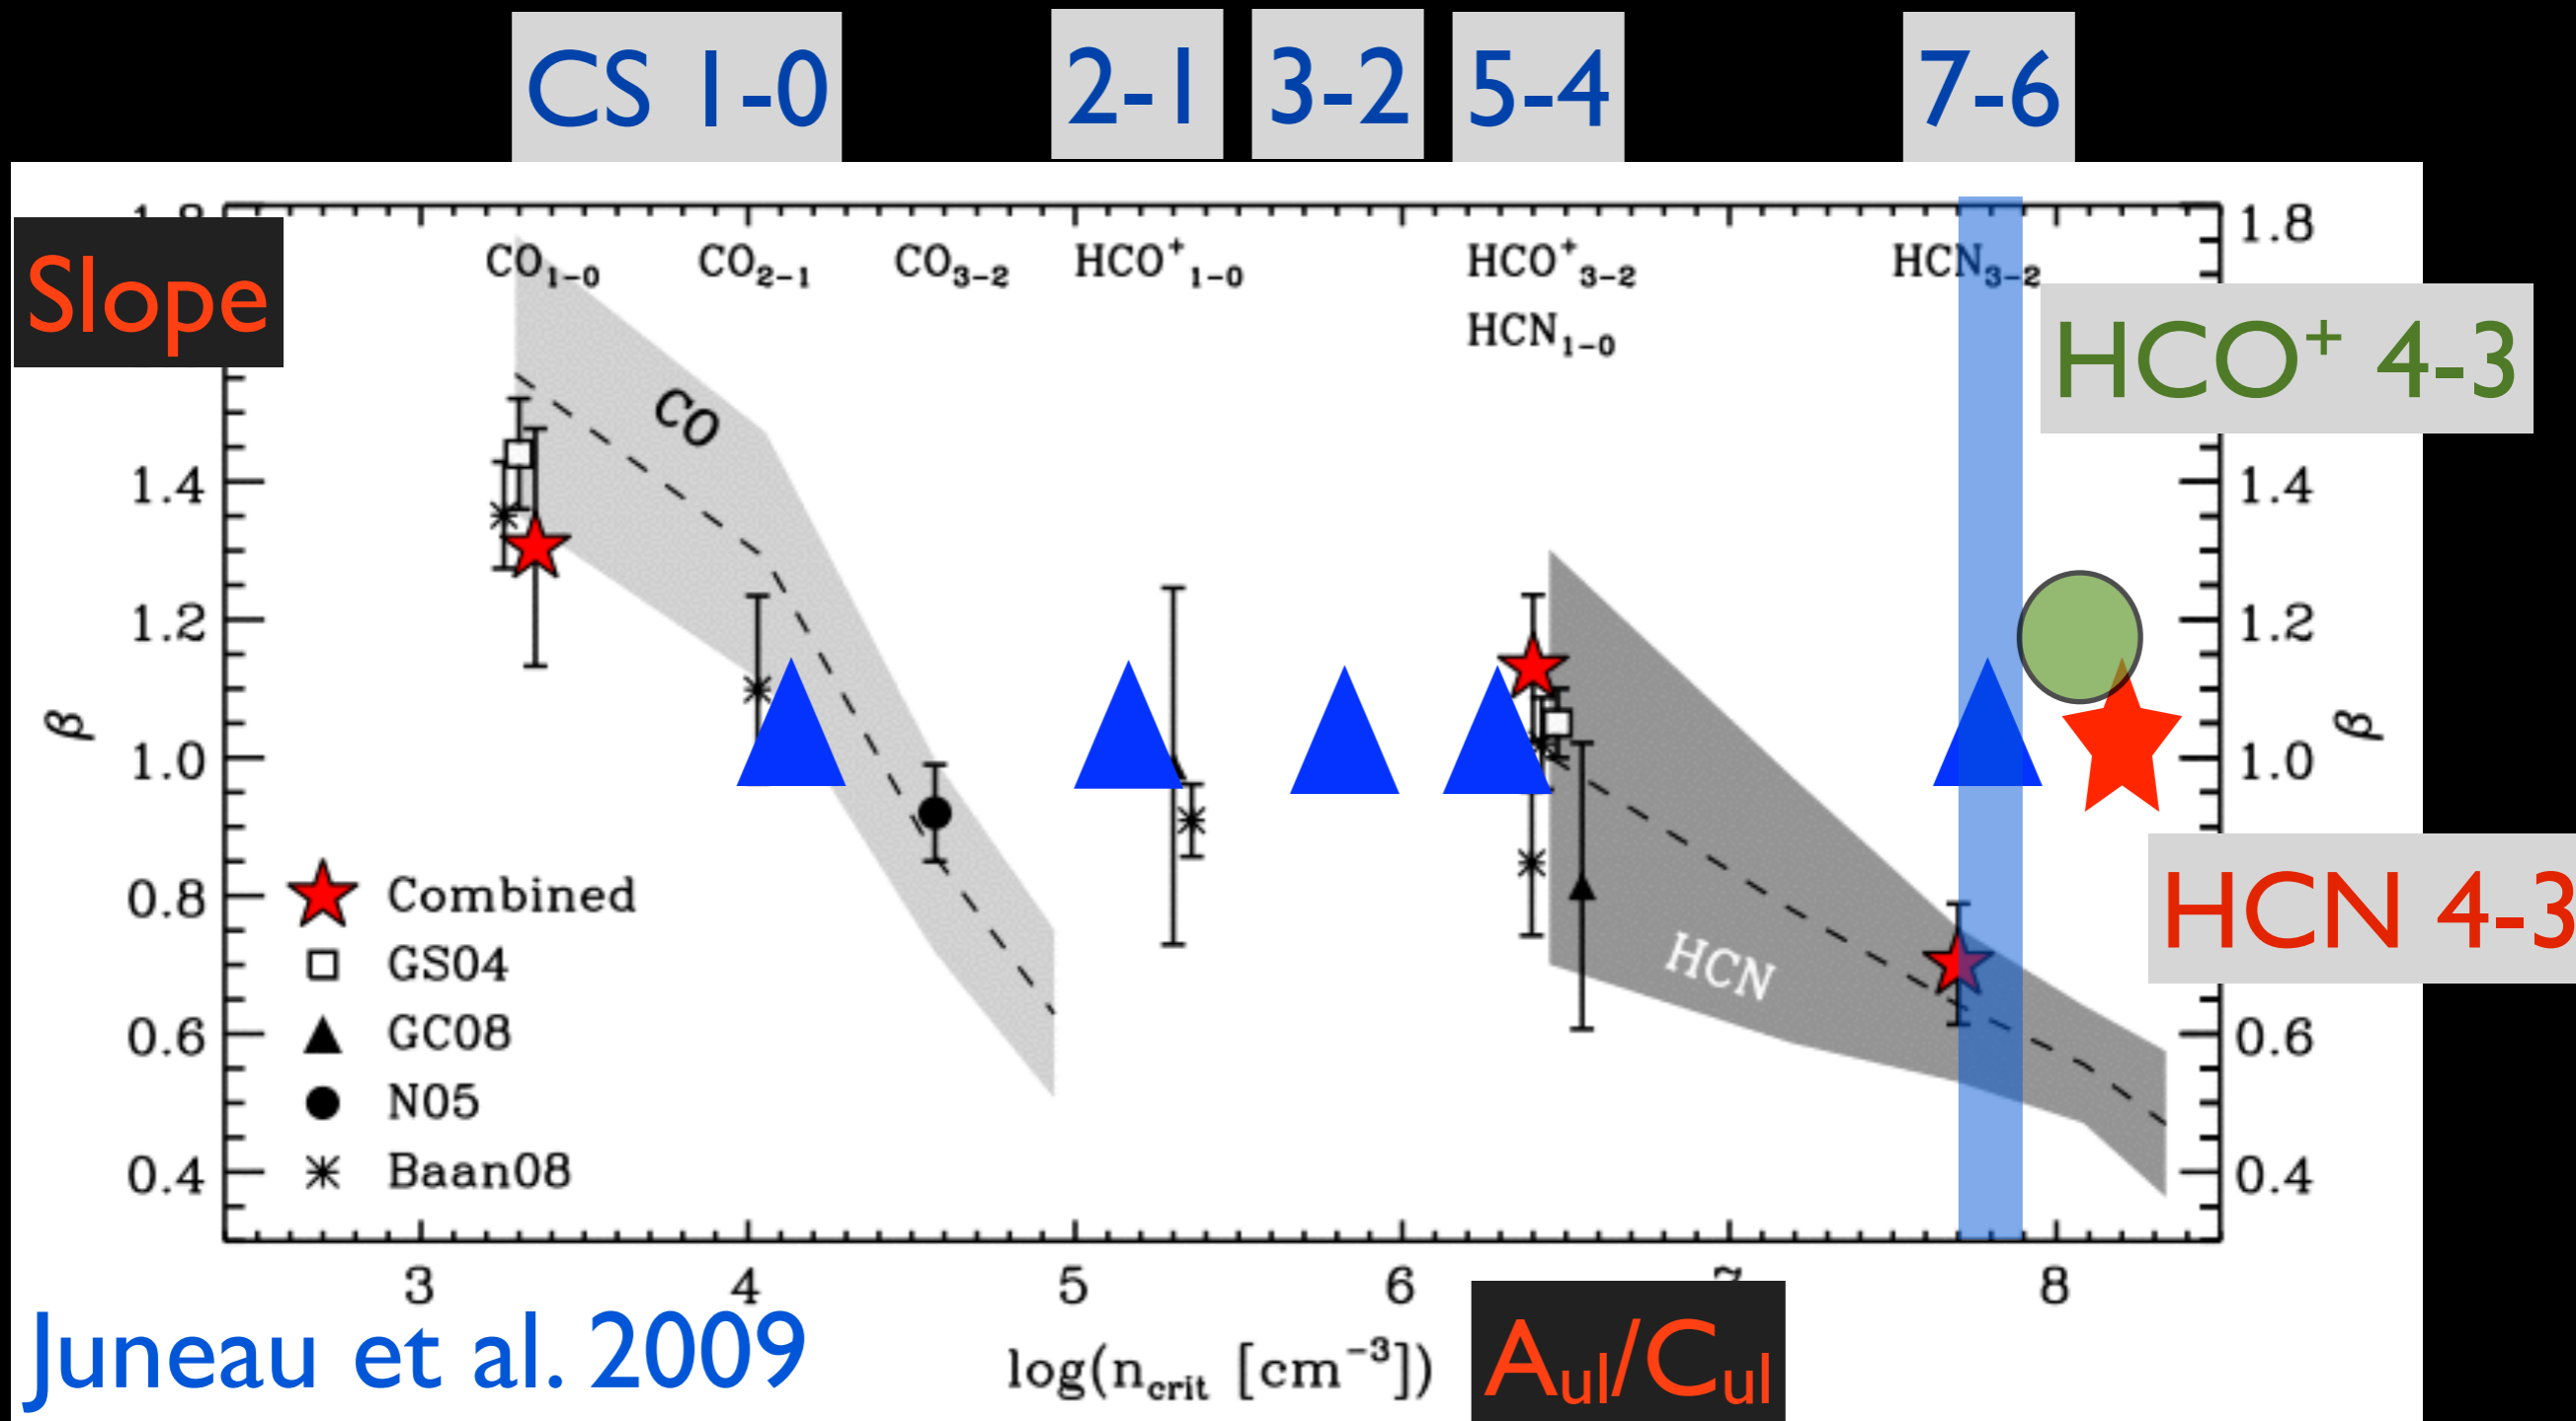 CS 1-0 2-1 3-2 5-4 7-6
1.8 1.8
Slope
CO₁₋₀ CO₂₋₁ CO₃₋₂ HCO⁺₁₋₀ HCO⁺₃₋₂ HCN₃₋₂
HCN₁₋₀
HCO⁺ 4-3
CO
1.4 1.4
1.2 1.2
β β
1.0 1.0
0.8 Combined HCN 4-3
GS04 HCN
0.6 GC08 0.6
N05
0.4 Baan08 0.4
3 4 5 6 7 8
Juneau et al. 2009 log(n_crit [cm⁻³]) A_ul/C_ul